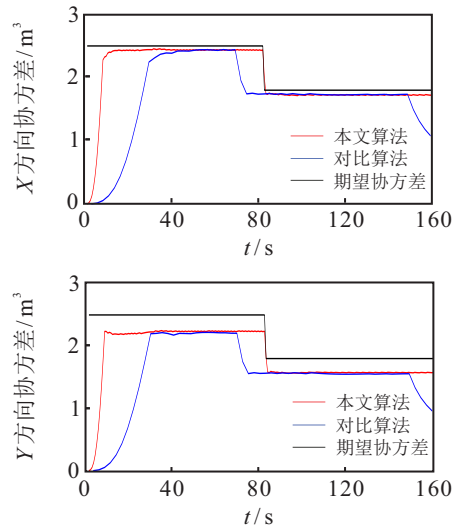 X方向协方差/m³
3
2
1
0
本文算法
对比算法
期望协方差
0 40 80 120 160
t/s
Y方向协方差/m³
3
2
1
0
本文算法
对比算法
期望协方差
0 40 80 120 160
t/s